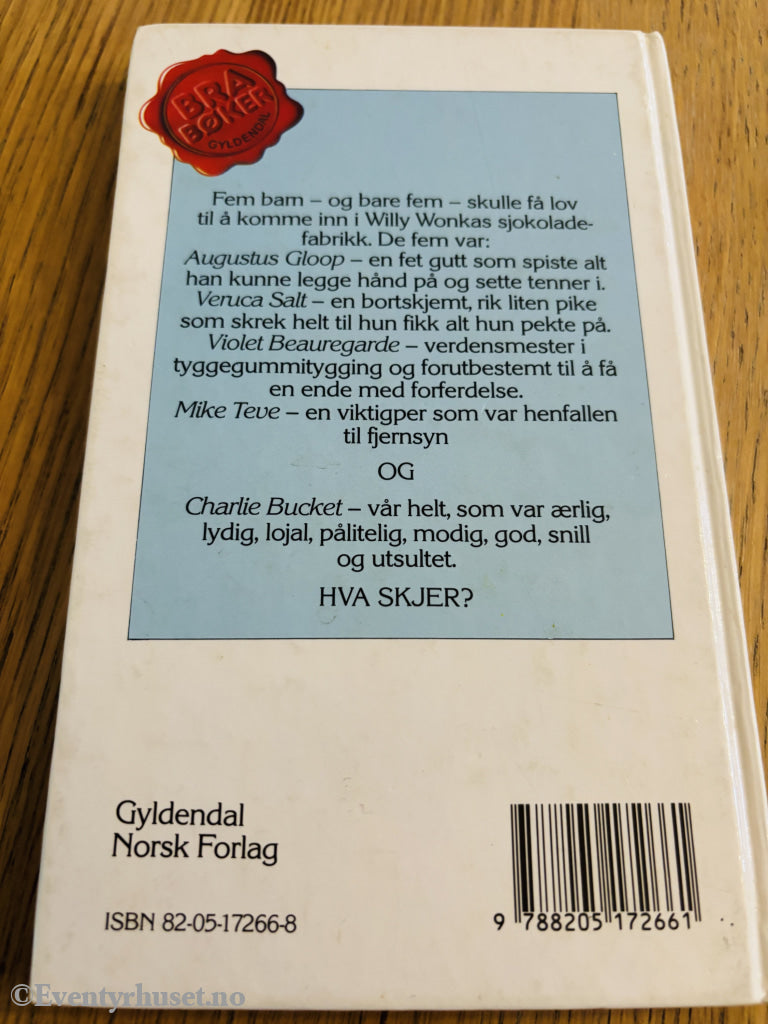 BRA
BØKER
GYLDENDAL
Fem barn – og bare fem – skulle få lov
til å komme inn i Willy Wonkas sjokolade-
fabrikk. De fem var:
Augustus Gloop – en fet gutt som spiste alt
han kunne legge hånd på og sette tenner i.
Veruca Salt – en bortskjemt, rik liten pike
som skrek helt til hun fikk alt hun pekte på.
Violet Beauregarde – verdensmester i
tyggegummitygging og forutbestemt til å få
en ende med forferdelse.
Mike Teve – en viktigper som var henfallen
til fjernsyn
OG
Charlie Bucket – vår helt, som var ærlig,
lydig, lojal, pålitelig, modig, god, snill
og utsultet.
HVA SKJER?
Gyldendal
Norsk Forlag
ISBN 82-05-17266-8
9 788205 172661
©Eventyrhuset.no